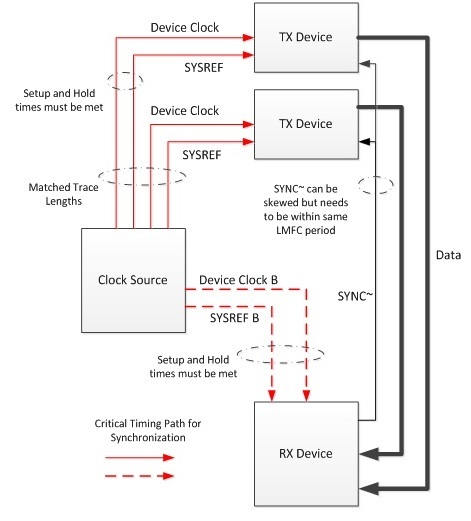 Device Clock
TX Device
SYSREF
Setup and Hold
times must be met
Device Clock
TX Device
SYSREF
Matched Trace
Lengths
SYNC~ can be
skewed but needs
to be within same
LMFC period
Data
Clock Source
Device Clock B
SYNC~
SYSREF B
Setup and Hold
times must be met
Critical Timing Path for
Synchronization
RX Device